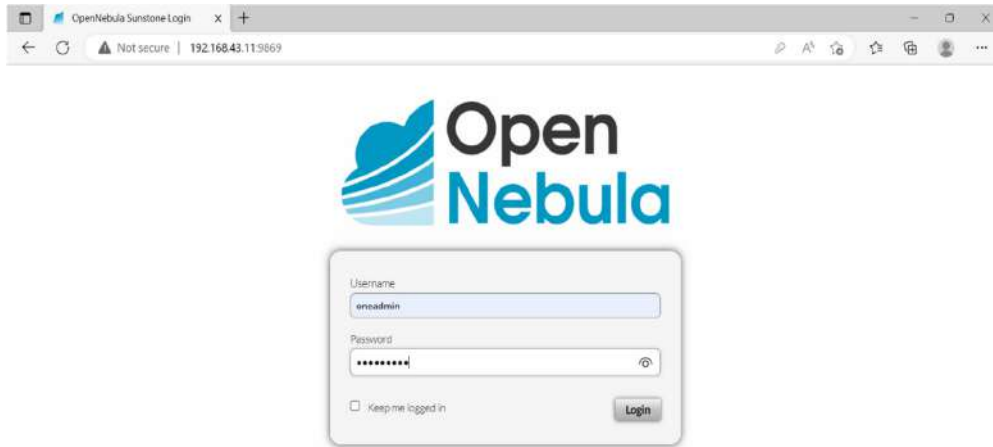 OpenNebula Sunstone Login
Not secure | 192.168.43.11:9869
Open
Nebula
Username
oneadmin
Password
•••••••••
Keep me logged in
Login